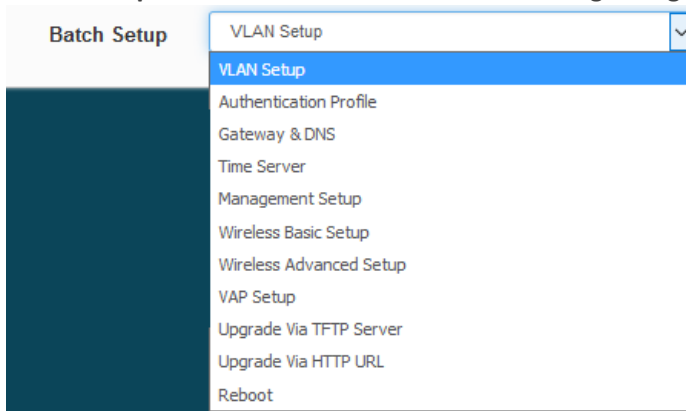 Batch Setup VLAN Setup
VLAN Setup
Authentication Profile
Gateway & DNS
Time Server
Management Setup
Wireless Basic Setup
Wireless Advanced Setup
VAP Setup
Upgrade Via TFTP Server
Upgrade Via HTTP URL
Reboot